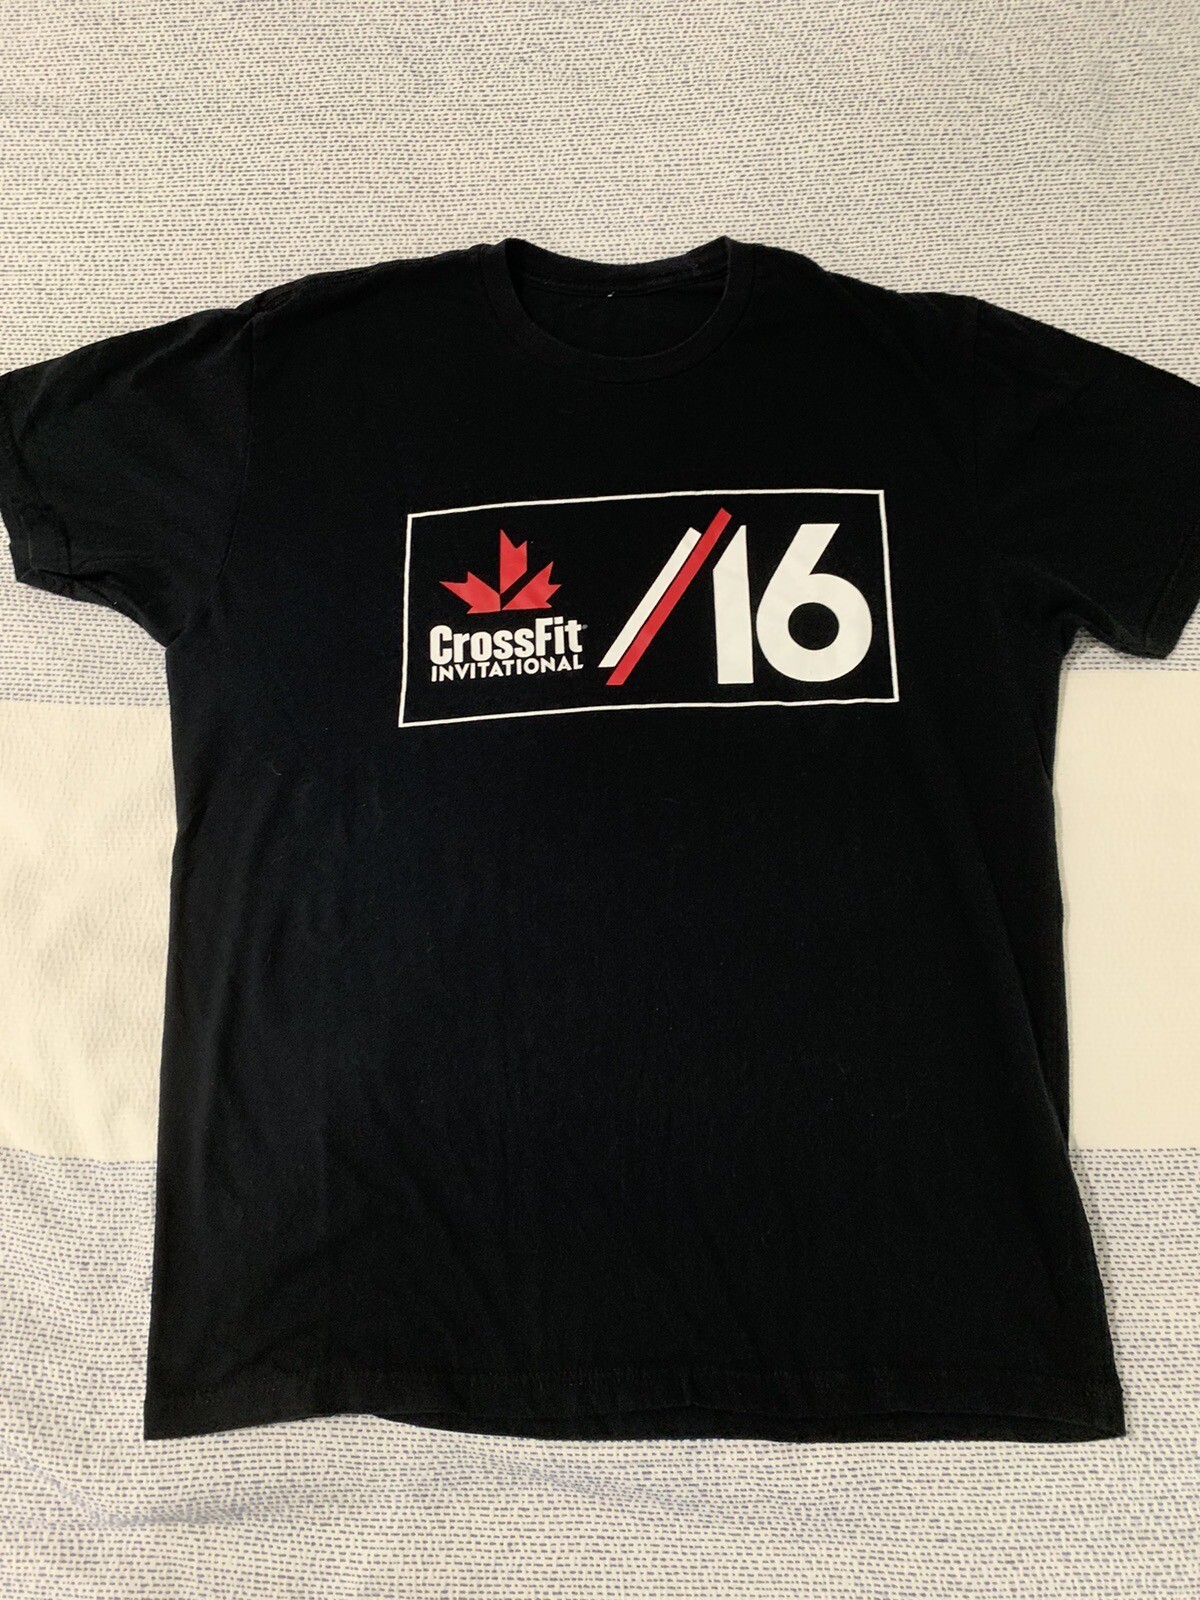 CrossFit
INVITATIONAL
//16